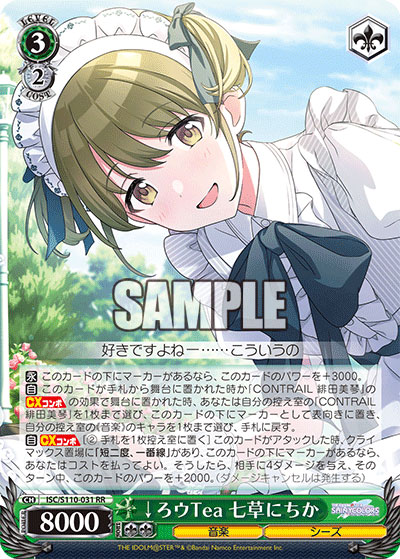 LEVEL
3
2
COST
SAMPLE
好きですよねー……こういうの
永 このカードの下にマーカーがあるなら、このカードのパワーを+3000。
自 このカードが手札から舞台に置かれた時か「CONTRAIL 緋田美琴」の
CXコンボ の効果で舞台に置かれた時、あなたは自分の控え室の「CONTRAIL
緋田美琴」を1枚まで選び、このカードの下にマーカーとして表向きに置き、
自分の控え室の《音楽》のキャラを1枚まで選び、手札に戻す。
自 CXコンボ [② 手札を1枚控え室に置く] このカードがアタックした時、クライ
マックス置場に「短二度、一番線」があり、このカードの下にマーカーがあるなら、
あなたはコストを払ってよい。そうしたら、相手に4ダメージを与え、そ
のターン中、このカードのパワーを+2000。(ダメージキャンセルは発生する)
CH ISC/S110-031 RR
↓ろウTea 七草にちか
THE IDOLM@STER SHINYCOLORS
8000
音楽
シーズ
THE IDOLM@STER™& ©Bandai Namco Entertainment Inc.